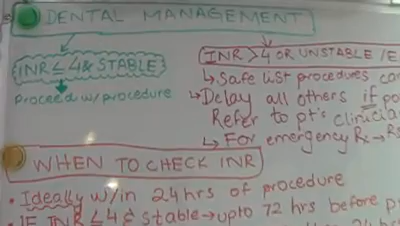 DENTAL MANAGEMENT
INR ≤ 4 & STABLE
Proceed w/ procedure
INR > 4 OR UNSTABLE /E
↳ Safe list procedures
↳ Delay all others if
Refer to pt's clinician
↳ For emergency Rx →
WHEN TO CHECK INR
• Ideally w/in 24 hrs of procedure
• IF INR ≤ 4 & stable → upto 72 hrs before